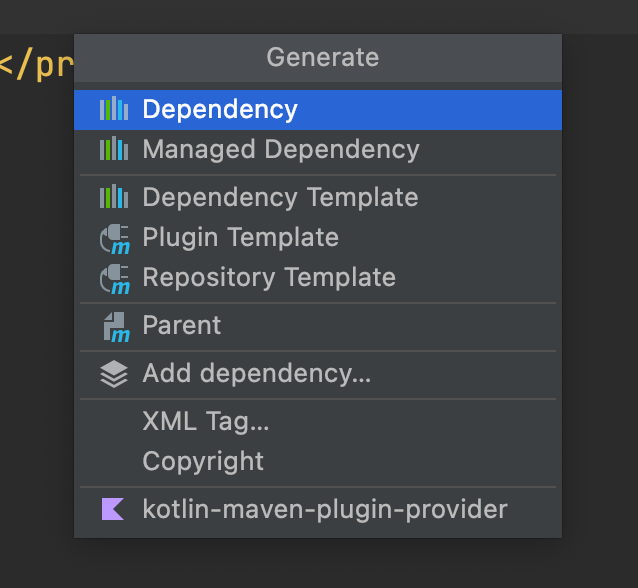 Generate
</pr
Dependency
Managed Dependency
Dependency Template
Plugin Template
Repository Template
Parent
Add dependency...
XML Tag...
Copyright
kotlin-maven-plugin-provider